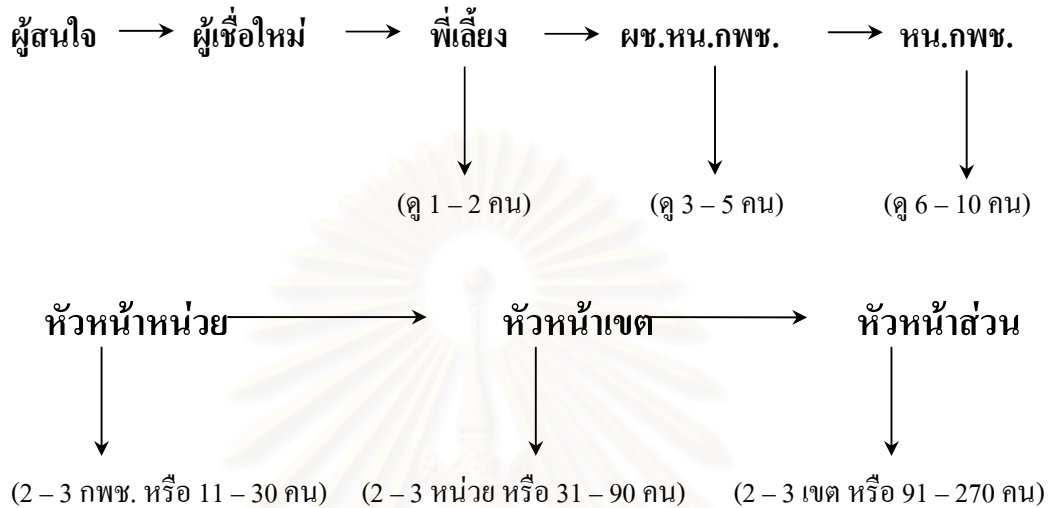 ผู้สนใจ → ผู้เชื่อใหม่ → พี่เลี้ยง → ผช.หน.กพช. → หน.กพช.
(ดู 1 – 2 คน) (ดู 3 – 5 คน) (ดู 6 – 10 คน)
หัวหน้าหน่วย → หัวหน้าเขต → หัวหน้าส่วน
(2 – 3 กพช. หรือ 11 – 30 คน) (2 – 3 หน่วย หรือ 31 – 90 คน) (2 – 3 เขต หรือ 91 – 270 คน)